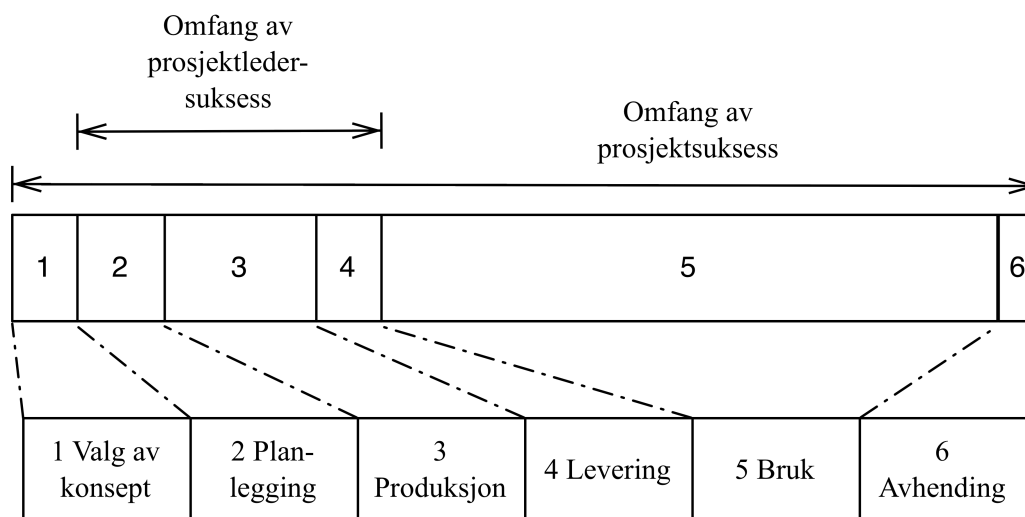 Omfang av
prosjektleder-
suksess
Omfang av
prosjektsuksess
1
2
3
4
5
6
1 Valg av
konsept
2 Plan-
legging
3
Produksjon
4 Levering
5 Bruk
6
Avhending